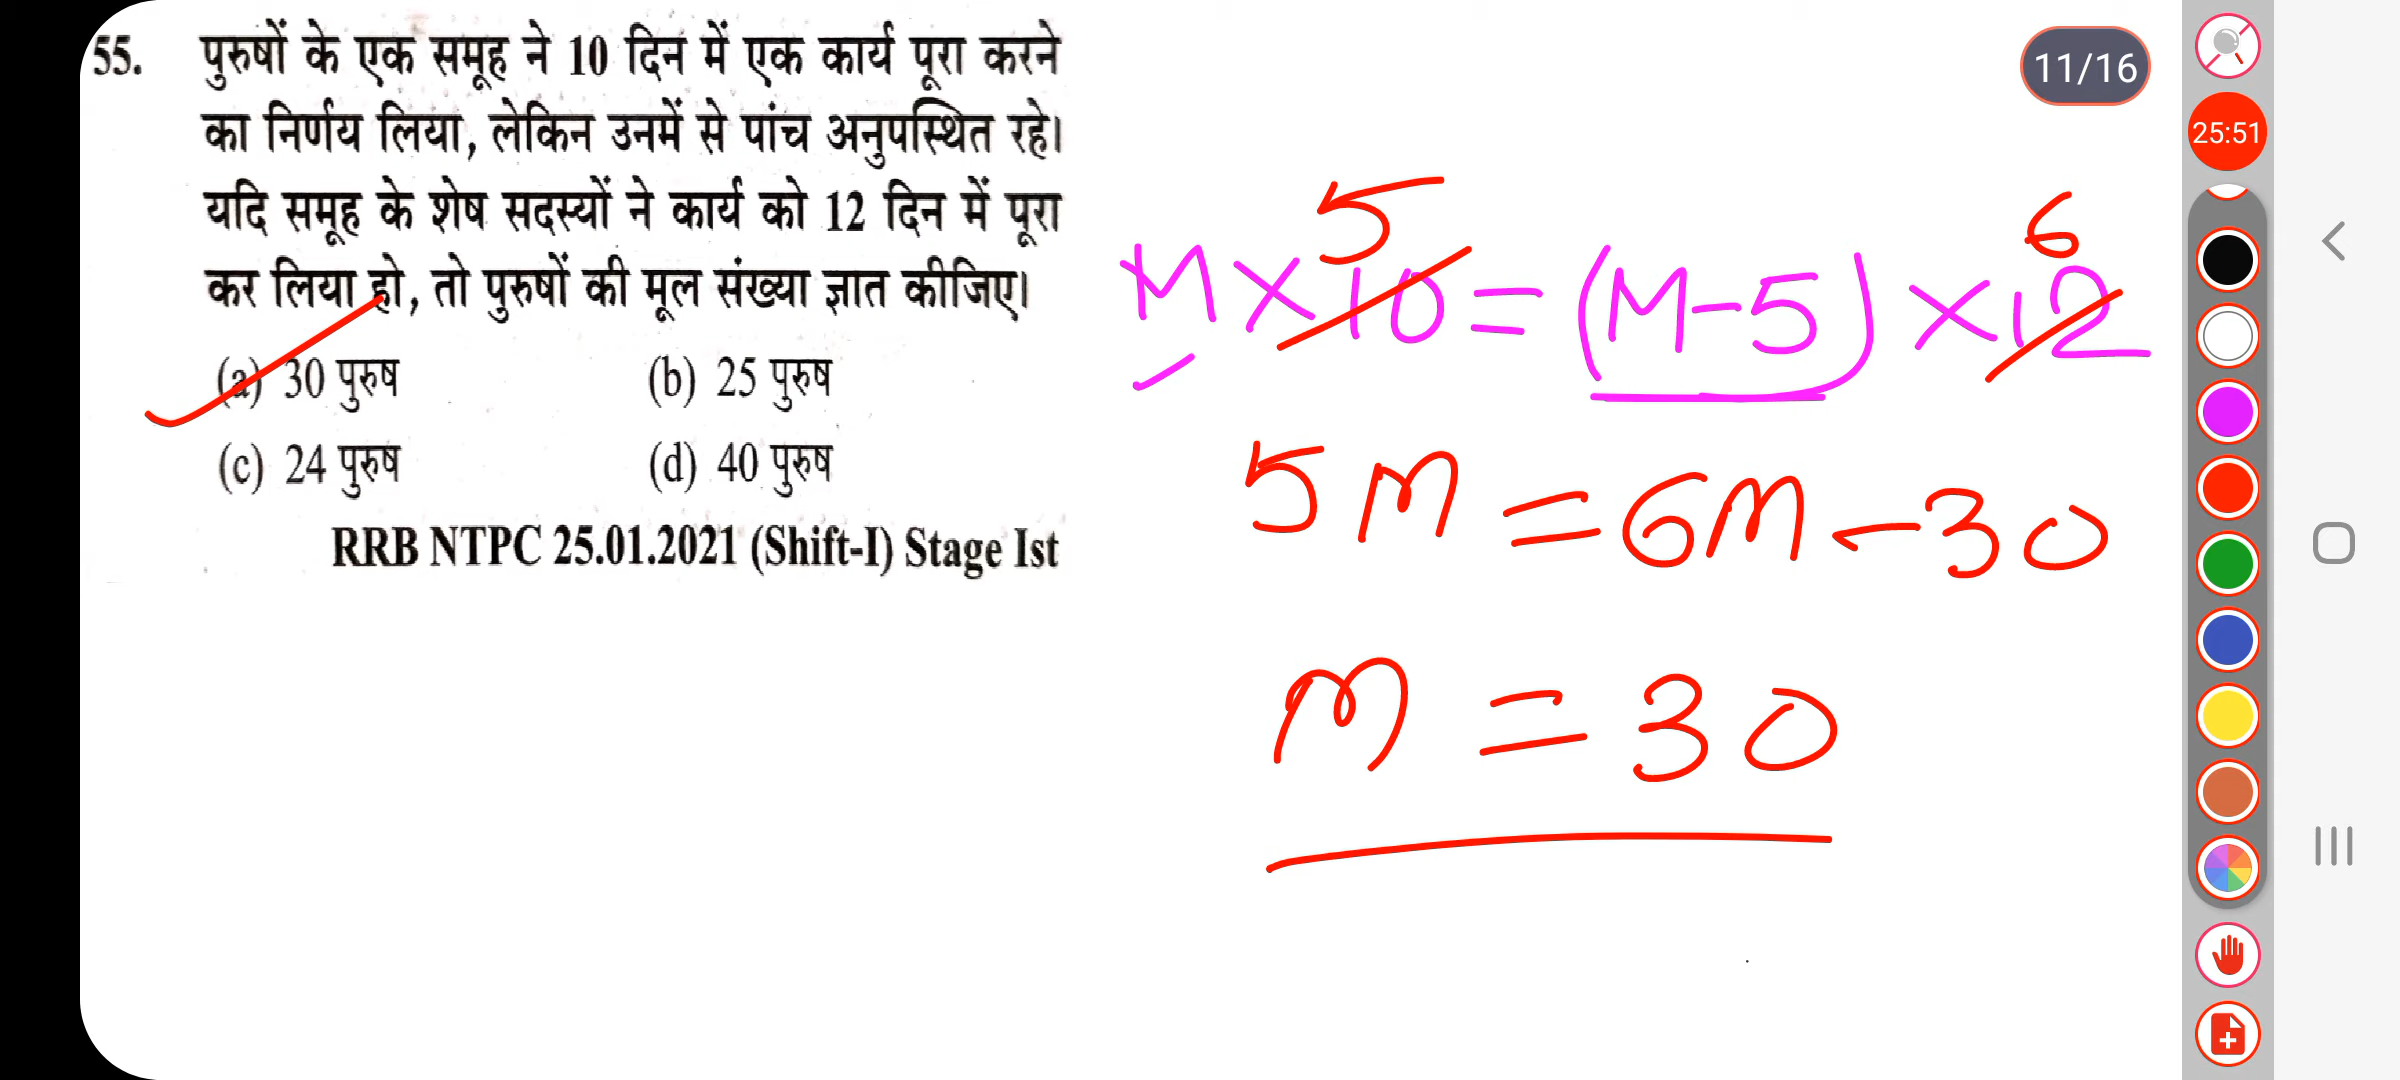 55. पुरुषों के एक समूह ने 10 दिन में एक कार्य पूरा करने
का निर्णय लिया, लेकिन उनमें से पांच अनुपस्थित रहे।
यदि समूह के शेष सदस्यों ने कार्य को 12 दिन में पूरा
कर लिया हो, तो पुरुषों की मूल संख्या ज्ञात कीजिए।
(a) 30 पुरुष (b) 25 पुरुष
(c) 24 पुरुष (d) 40 पुरुष
RRB NTPC 25.01.2021 (Shift-I) Stage Ist
5 6
M×10=(M-5)×12
5m=6m-30
m=30
11/16
25:51